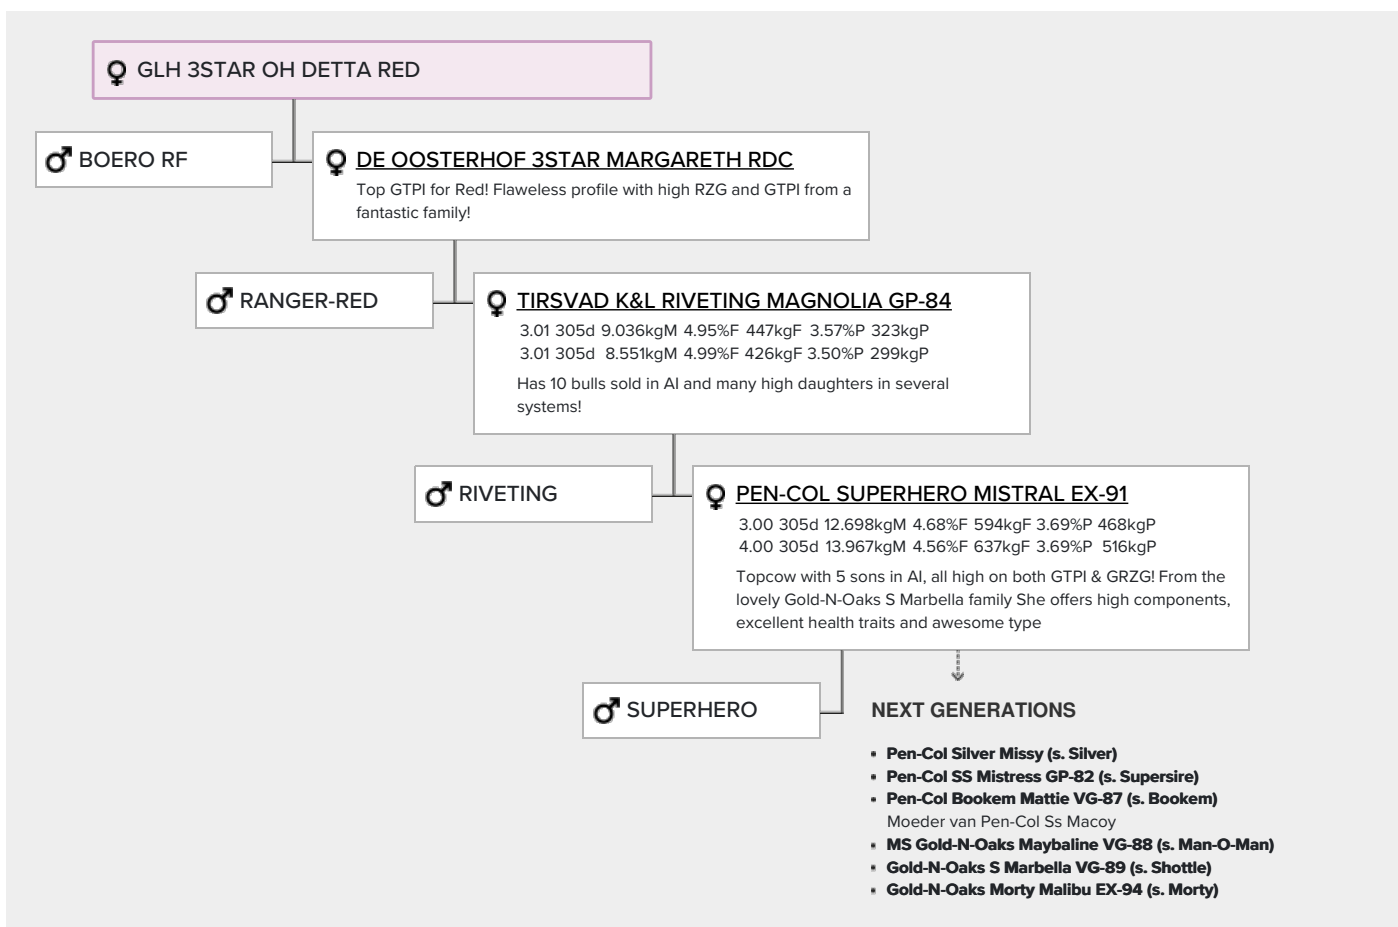 GLH 3STAR OH DETTA RED
BOERO RF
DE OOSTERHOF 3STAR MARGARETH RDC
Top GTPI for Red! Flaweless profile with high RZG and GTPI from a
fantastic family!
RANGER-RED
TIRSVAD K&L RIVETING MAGNOLIA GP-84
3.01 305d 9.036kgM 4.95%F 447kgF 3.57%P 323kgP
3.01 305d 8.551kgM 4.99%F 426kgF 3.50%P 299kgP
Has 10 bulls sold in AI and many high daughters in several
systems!
RIVETING
PEN-COL SUPERHERO MISTRAL EX-91
3.00 305d 12.698kgM 4.68%F 594kgF 3.69%P 468kgP
4.00 305d 13.967kgM 4.56%F 637kgF 3.69%P 516kgP
Topcow with 5 sons in AI, all high on both GTPI & GRZG! From the
lovely Gold-N-Oaks S Marbella family She offers high components,
excellent health traits and awesome type
SUPERHERO
NEXT GENERATIONS
Pen-Col Silver Missy (s. Silver)
Pen-Col SS Mistress GP-82 (s. Supersire)
Pen-Col Bookem Mattie VG-87 (s. Bookem)
Moeder van Pen-Col Ss Macoy
MS Gold-N-Oaks Maybaline VG-88 (s. Man-O-Man)
Gold-N-Oaks S Marbella VG-89 (s. Shottle)
Gold-N-Oaks Morty Malibu EX-94 (s. Morty)